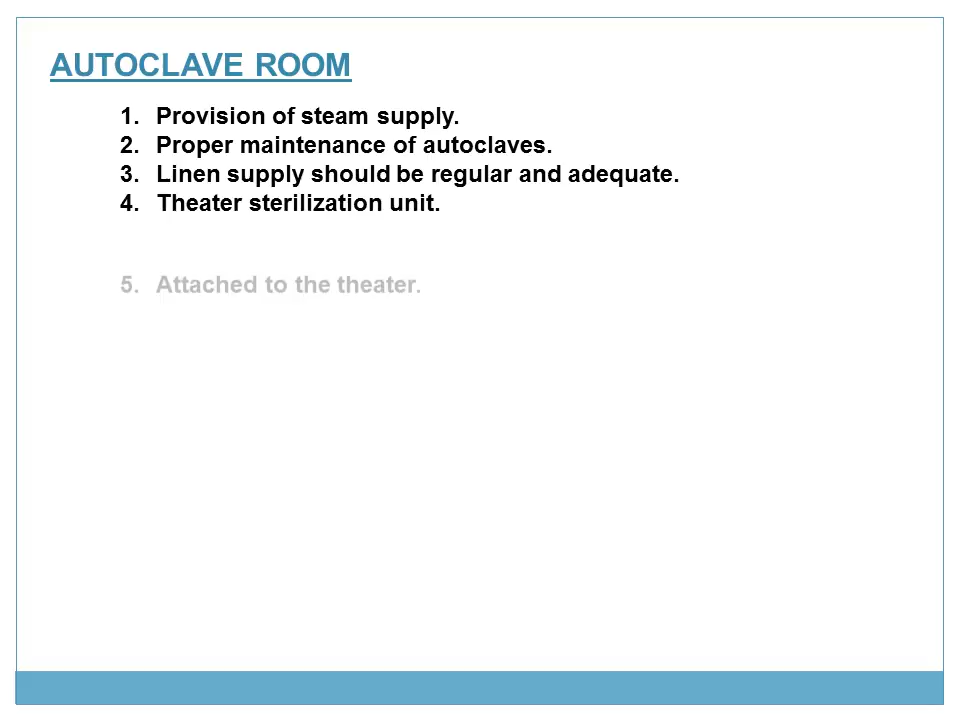 AUTOCLAVE ROOM
1. Provision of steam supply.
2. Proper maintenance of autoclaves.
3. Linen supply should be regular and adequate.
4. Theater sterilization unit.
5. Attached to the theater.